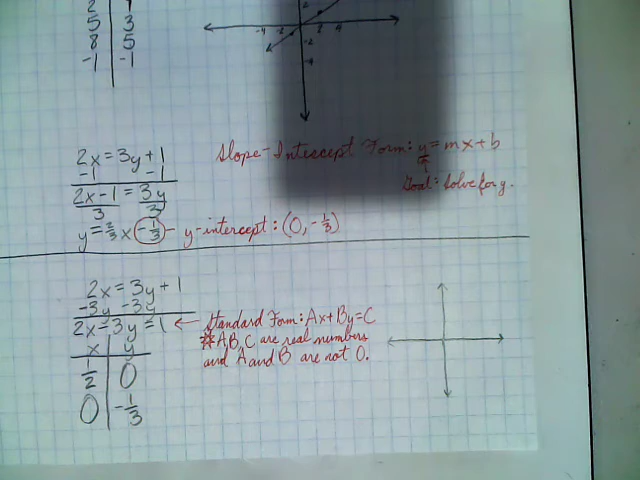 5 3
8 5
-1 -1
2
-4 -2 2 4
-2
-4
2x = 3y + 1
-1 -1
2x - 1 = 3y
3 3
y = 2/3 x - 1/3 - y-intercept: (0, -1/3)
Slope-Intercept Form: y = mx + b
Goal: Solve for y.
2x = 3y + 1
-3y -3y
2x - 3y = 1 ← Standard Form: Ax + By = C
*A, B, C are real numbers
and A and B are not 0.
x y
1/2 0
0 -1/3